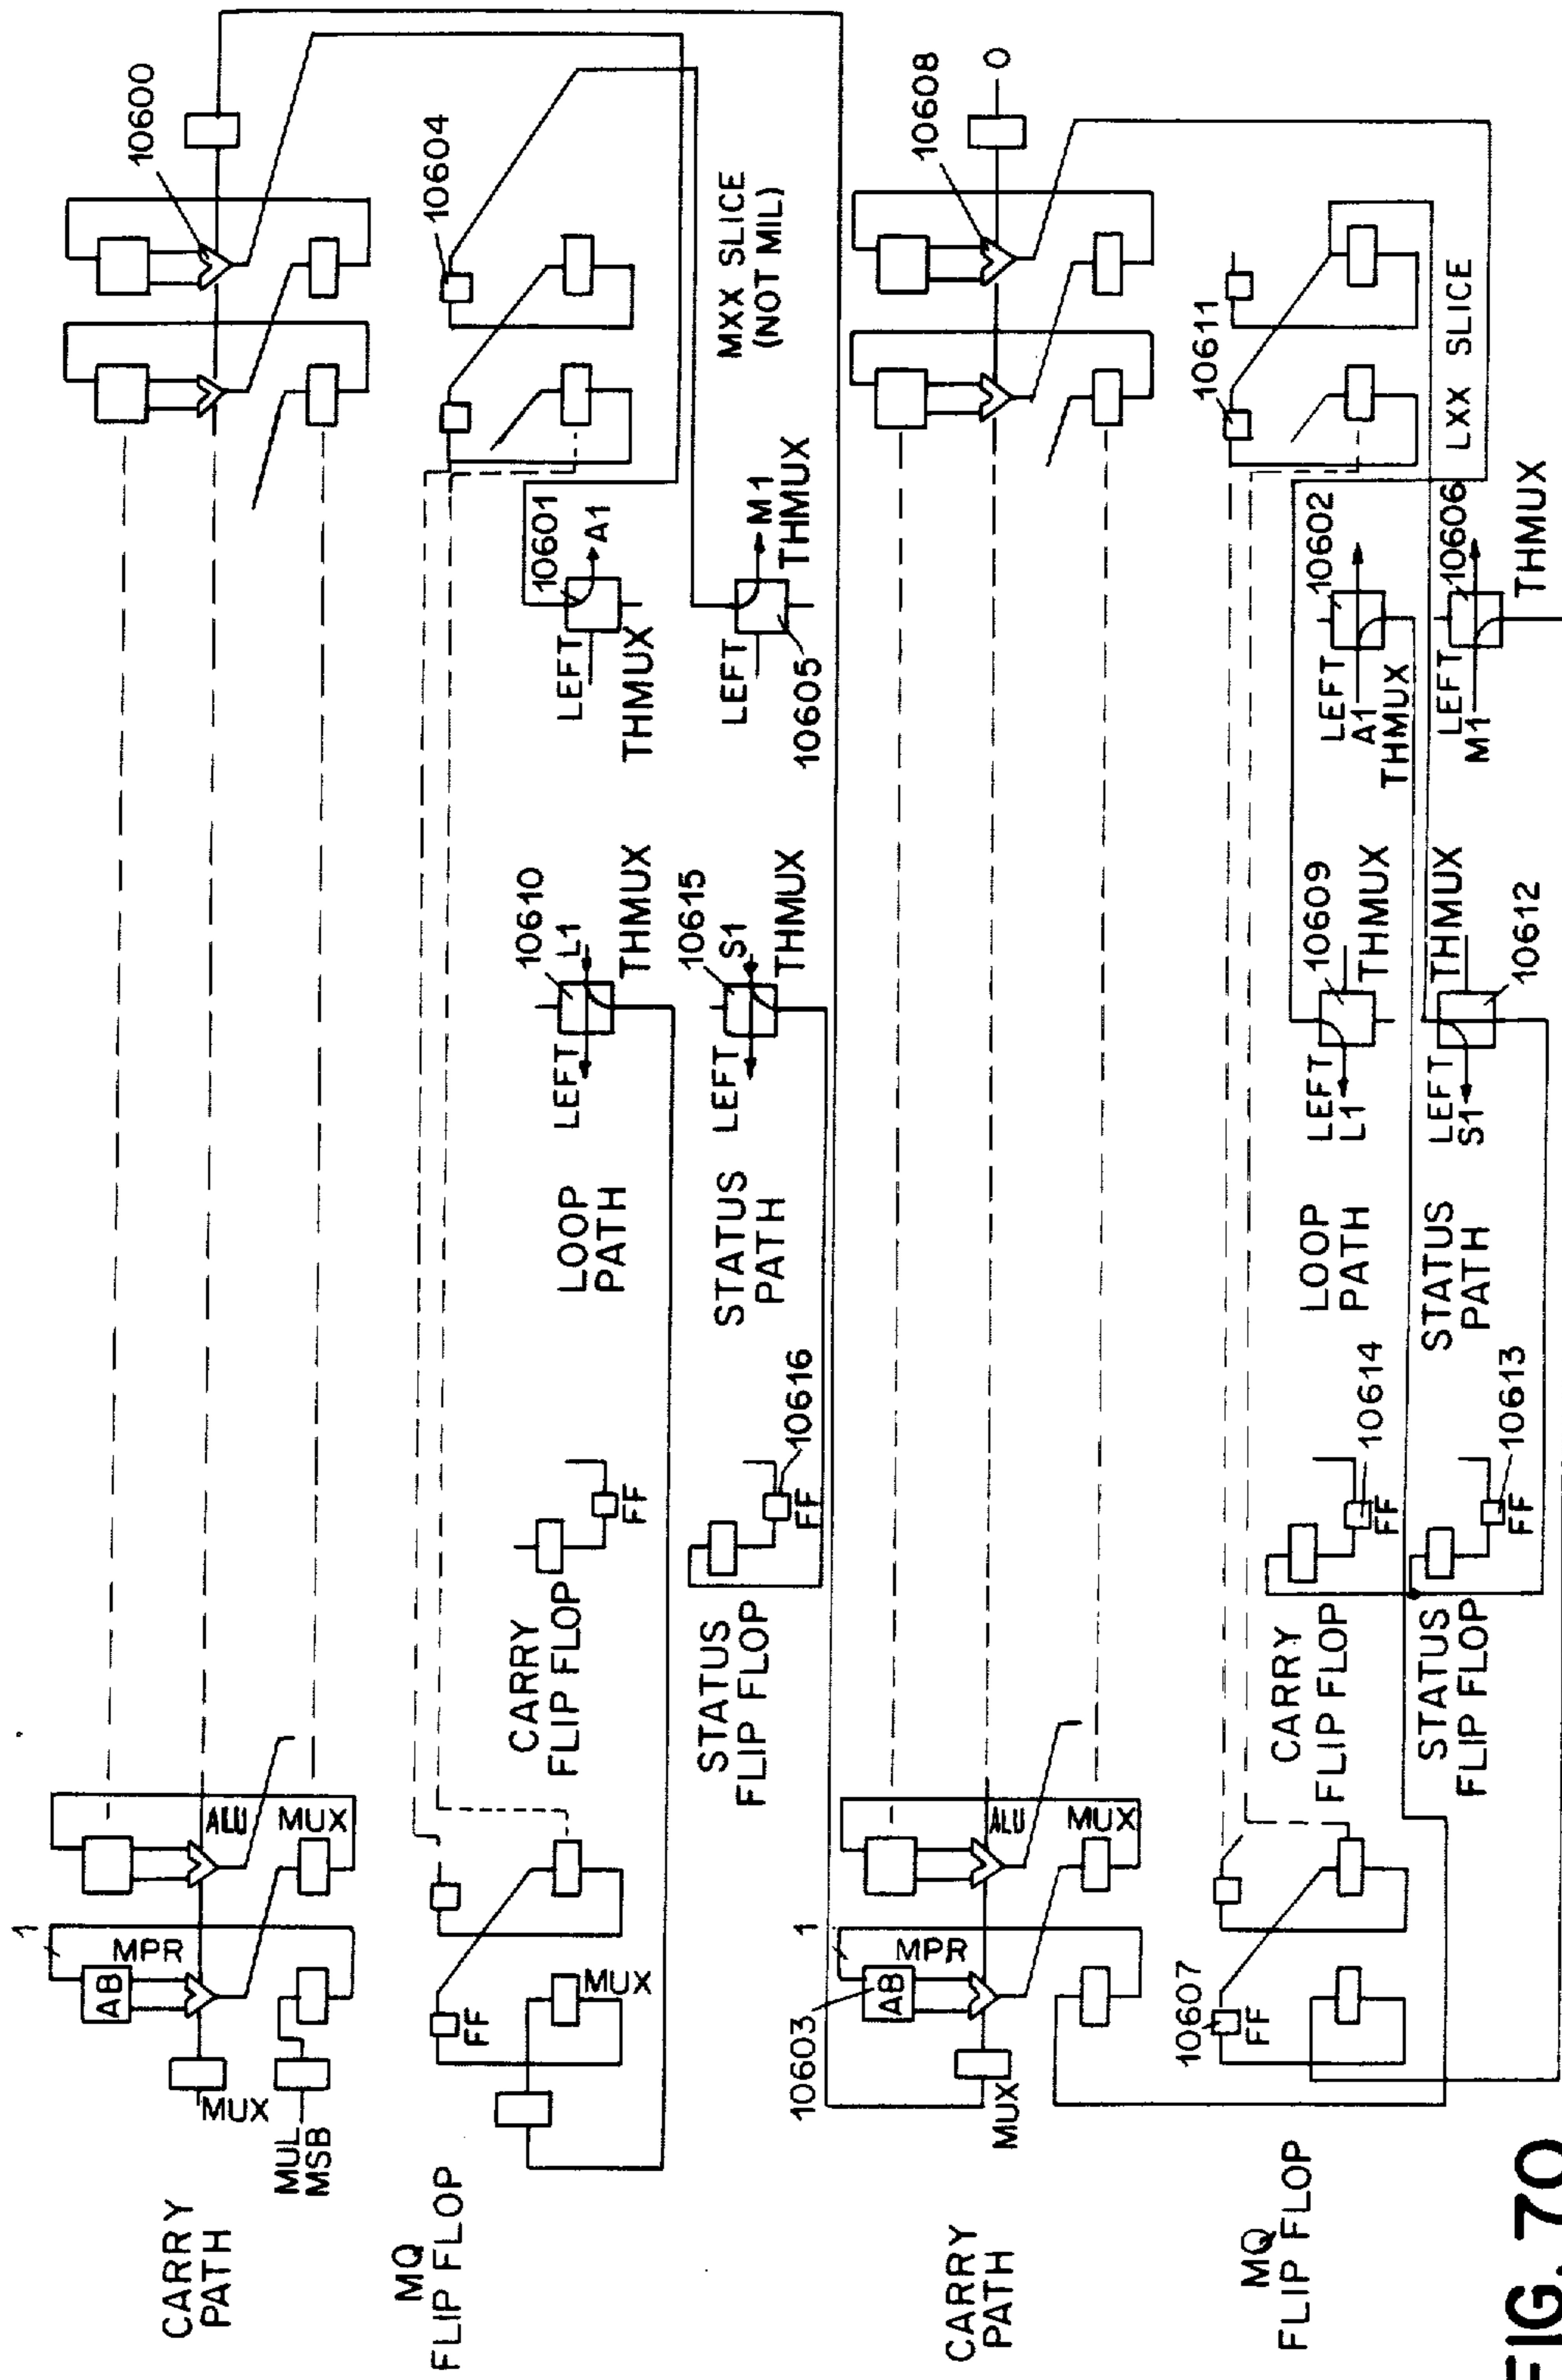 CARRY
PATH
MUX
MUL
MSB
1
AB
MPR
ALU
MUX
10600
MQ
FLIP FLOP
FF
MUX
10604
CARRY
FLIP FLOP
FF
LOOP
PATH
LEFT
10610
L1
THMUX
LEFT
THMUX
10601
A1
STATUS
FLIP FLOP
FF
10616
STATUS
PATH
LEFT
10615
S1
THMUX
LEFT
10605
M1
THMUX
MXX SLICE
(NOT MIL)
CARRY
PATH
10603
MUX
1
AB
MPR
ALU
MUX
10608
0
MQ
FLIP FLOP
10607
FF
10611
CARRY
FLIP FLOP
FF
10614
LOOP
PATH
LEFT
L1
10609
THMUX
LEFT
A1
THMUX
10602
STATUS
FLIP FLOP
FF
10613
STATUS
PATH
LEFT
S1
THMUX
10612
LEFT
M1
10606
THMUX
LXX SLICE
FIG. 70